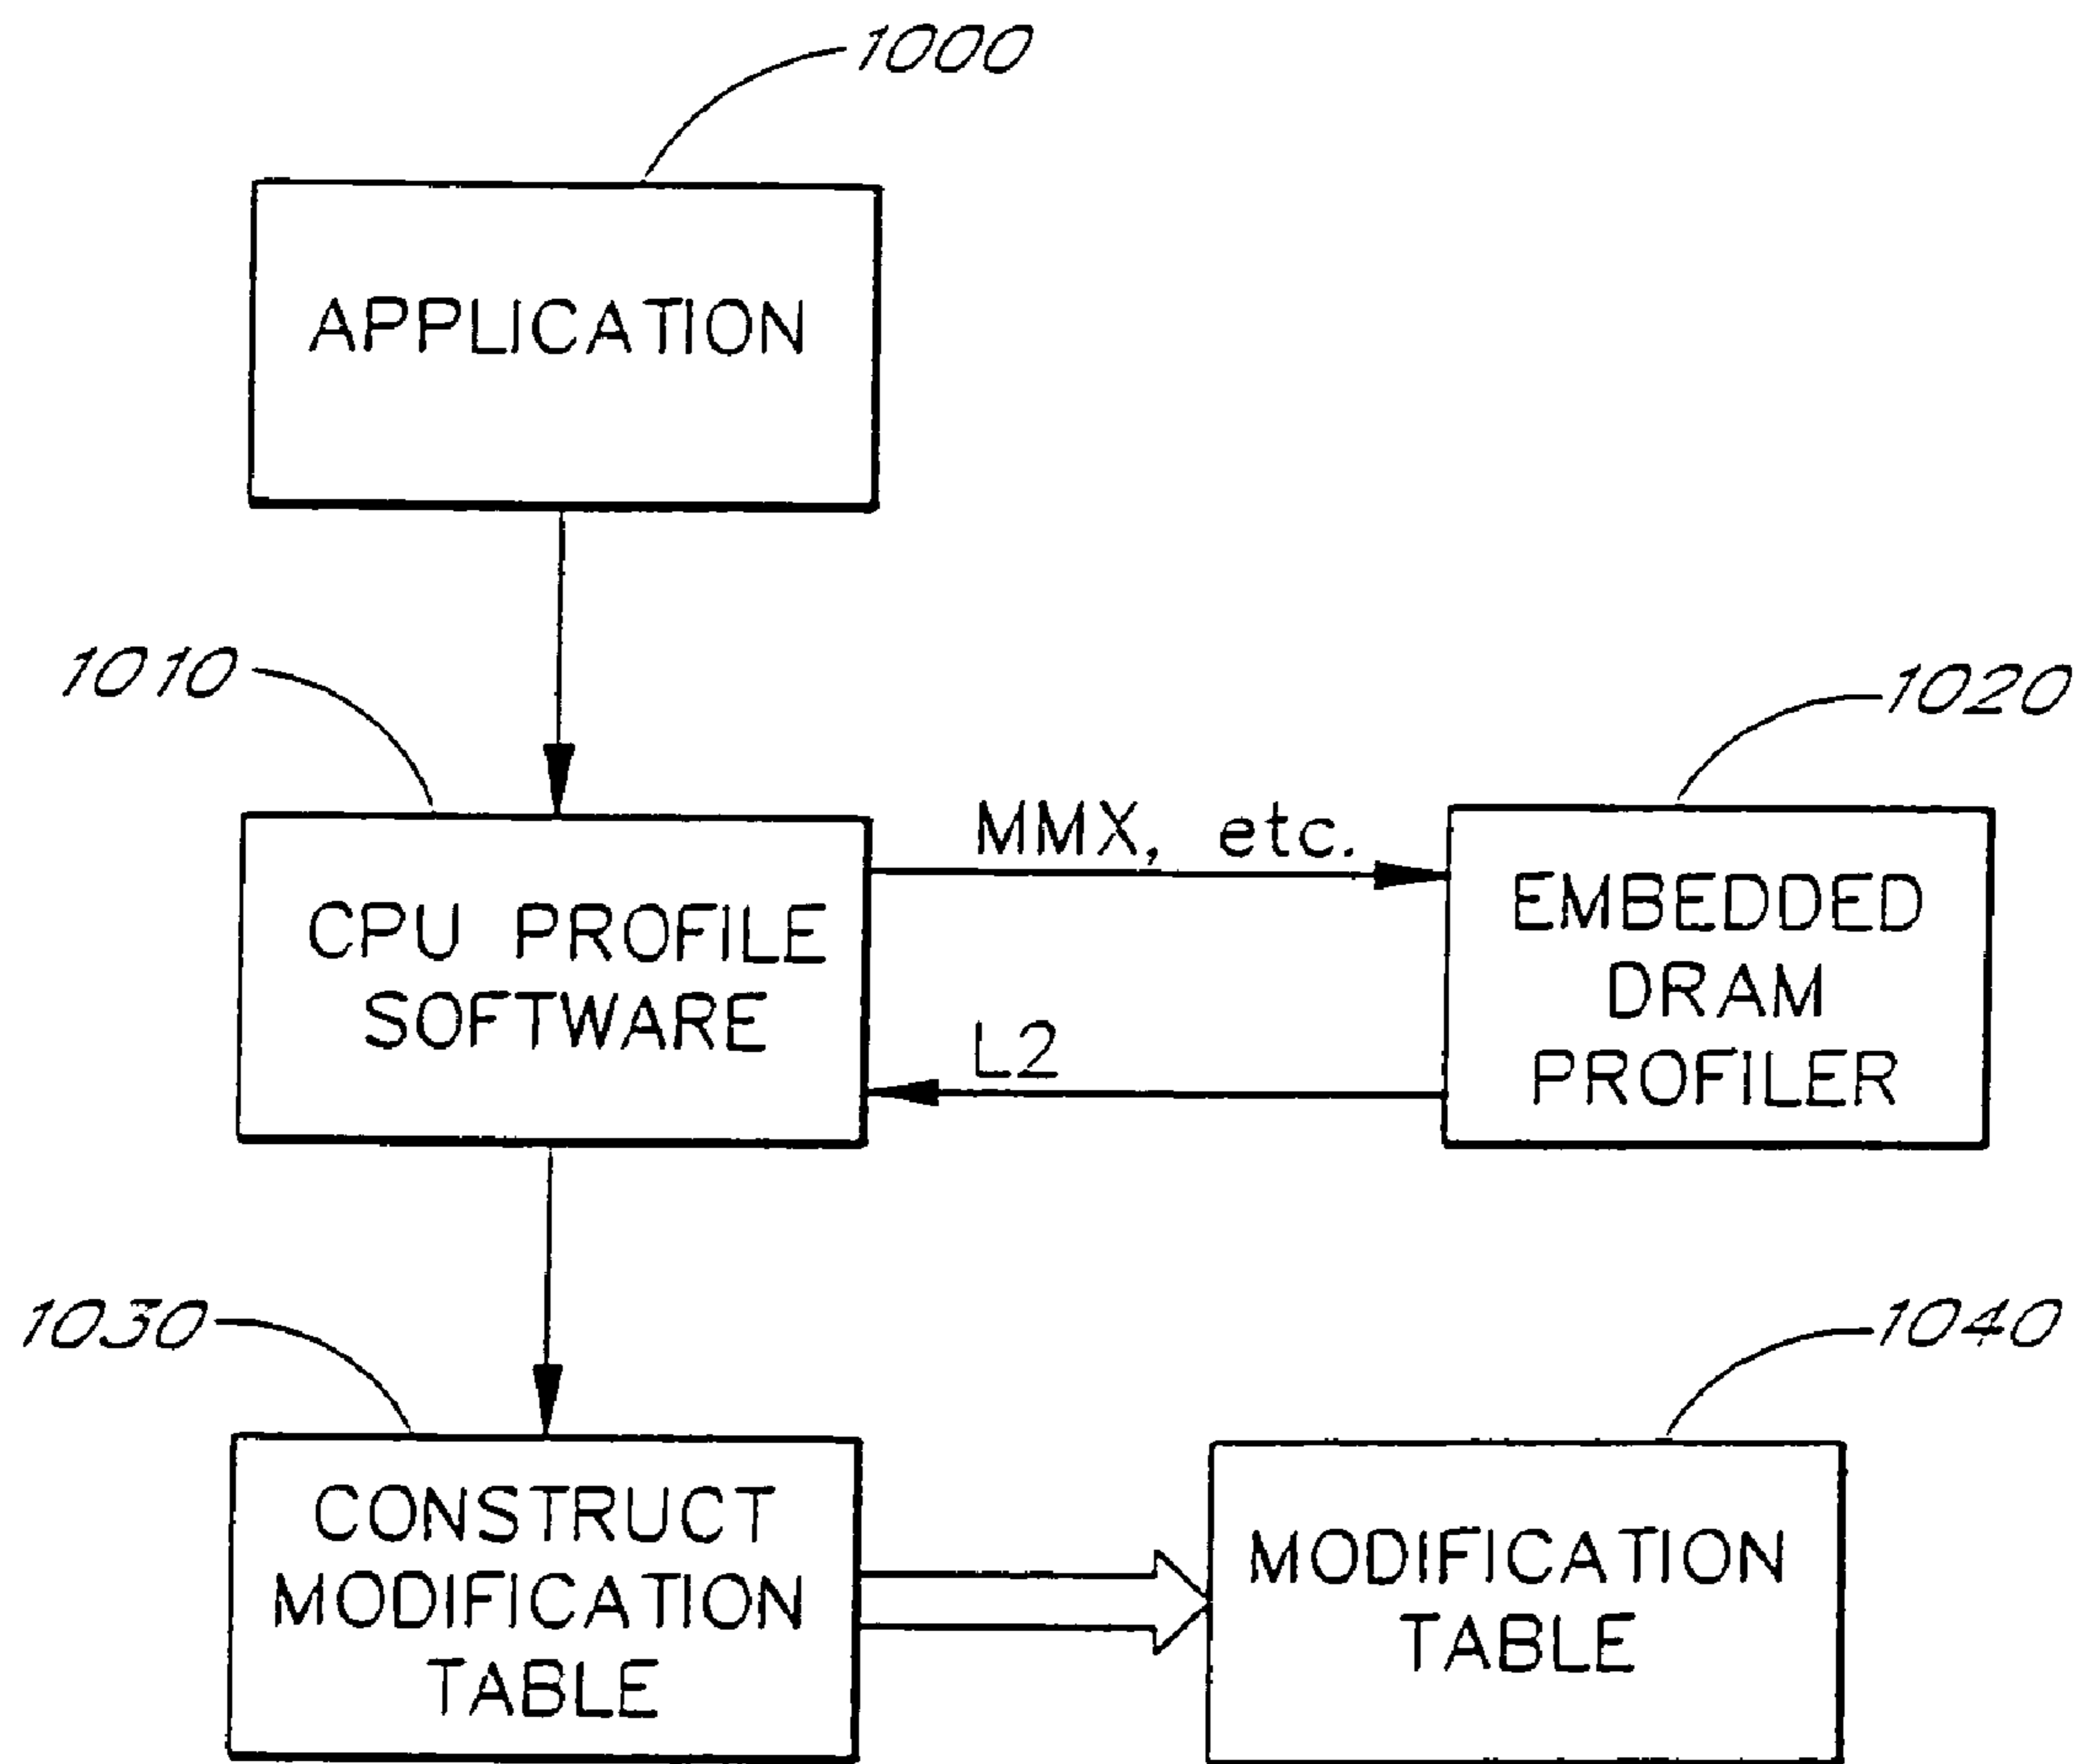 1000
APPLICATION
1010
1020
CPU PROFILE
SOFTWARE
MMX, etc.
L2
EMBEDDED
DRAM
PROFILER
1030
1040
CONSTRUCT
MODIFICATION
TABLE
MODIFICATION
TABLE